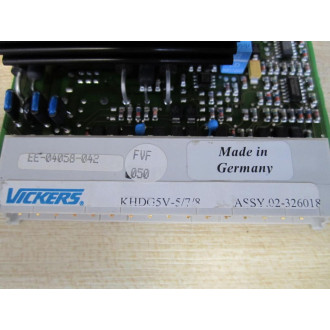 EE-04058-042
FVF
050
Made in
Germany
VICKERS.
KHDG5V-5/7/8
ASSY.02-326018